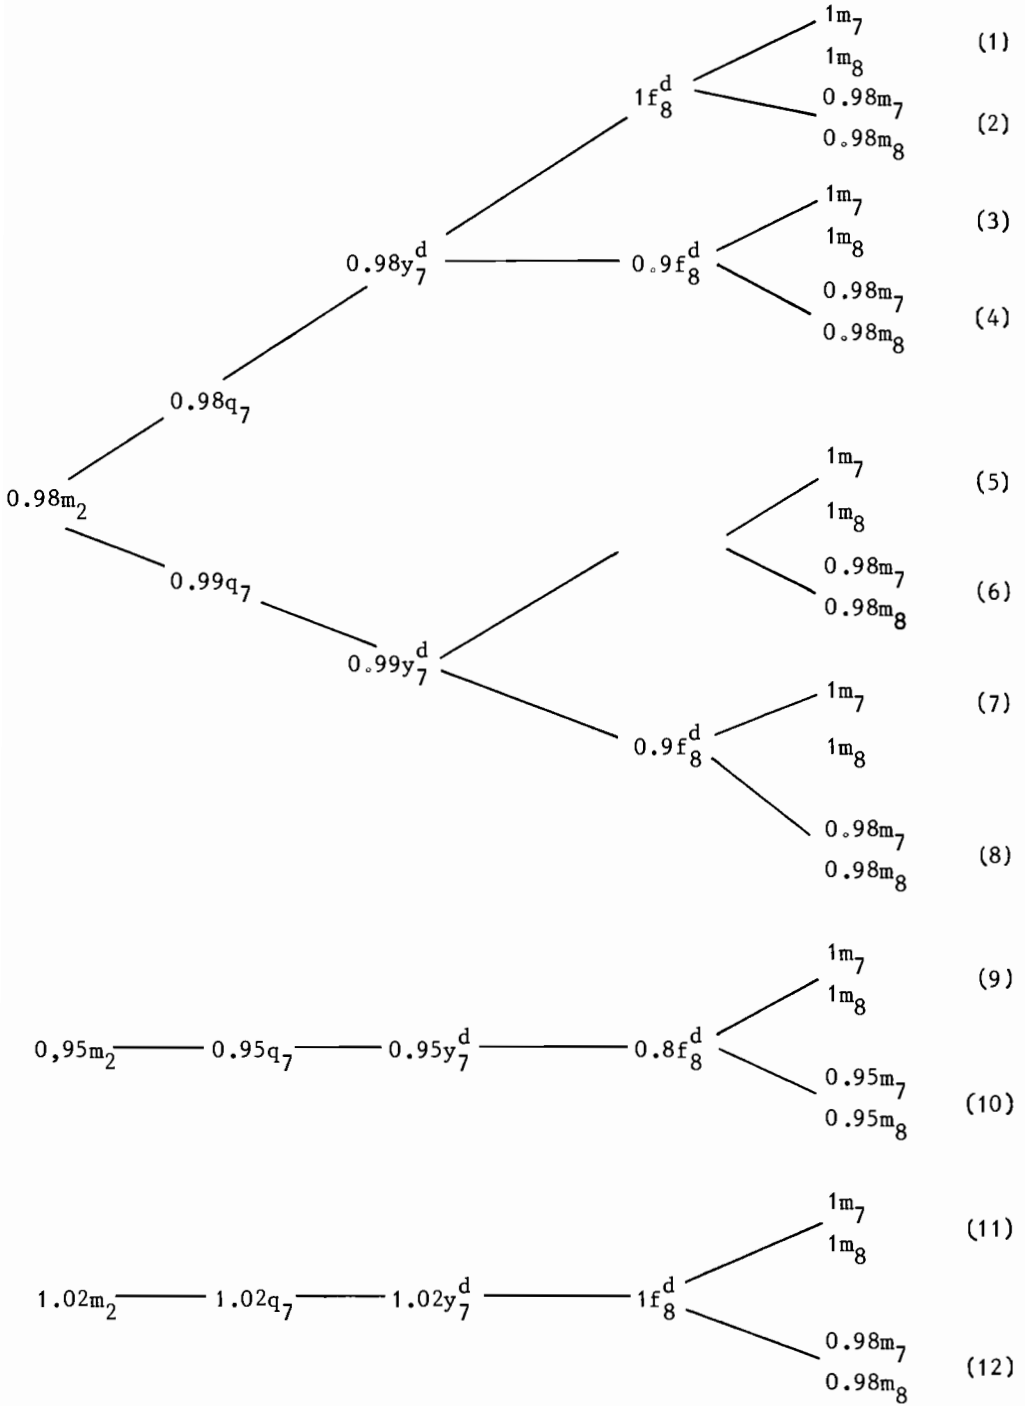 1m₇
(1)
1m₈
1f₈ᵈ
0.98m₇
(2)
0.98m₈
1m₇
(3)
1m₈
0.98y₇ᵈ
0.9f₈ᵈ
0.98m₇
(4)
0.98m₈
0.98q₇
1m₇
(5)
0.98m₂
1m₈
0.98m₇
0.99q₇
(6)
0.98m₈
0.99y₇ᵈ
1m₇
(7)
0.9f₈ᵈ
1m₈
0.98m₇
(8)
0.98m₈
1m₇
(9)
1m₈
0,95m₂
0.95q₇
0.95y₇ᵈ
0.8f₈ᵈ
0.95m₇
(10)
0.95m₈
1m₇
(11)
1m₈
1.02m₂
1.02q₇
1.02y₇ᵈ
1f₈ᵈ
0.98m₇
(12)
0.98m₈